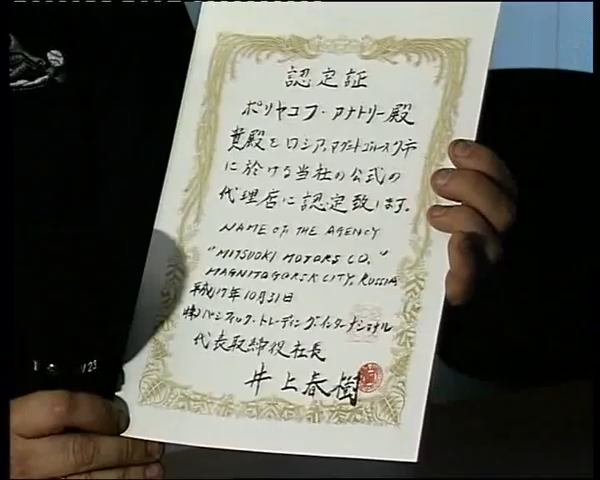 認定証
ポリヤコフ・アナトリー殿
貴殿をロシア、マグニトゴルースク市
に於ける当社の公式の
代理店に認定致します。
NAME OF THE AGENCY
"MITSUOKI MOTORS CO."
MAGNITOGORSK CITY, RUSSIA
平成17年10月31日
(株)パシフィック・トレーディング・インターナショナル
代表取締役社長
井上春樹